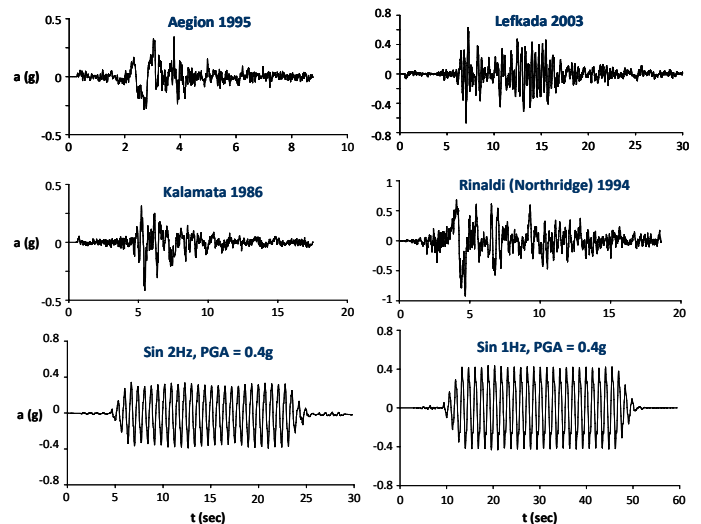 Aegion 1995
a (g)
0.5
0
-0.5
0 2 4 6 8 10
Lefkada 2003
0.8
0.4
0
-0.4
-0.8
0 5 10 15 20 25 30
Kalamata 1986
a (g)
0.5
0
-0.5
0 5 10 15 20
Rinaldi (Northridge) 1994
1
0.5
0
-0.5
-1
0 5 10 15 20
Sin 2Hz, PGA = 0.4g
a (g)
0.8
0.4
0
-0.4
-0.8
0 5 10 15 20 25 30
t (sec)
Sin 1Hz, PGA = 0.4g
0.8
0.4
0
-0.4
-0.8
0 10 20 30 40 50 60
t (sec)